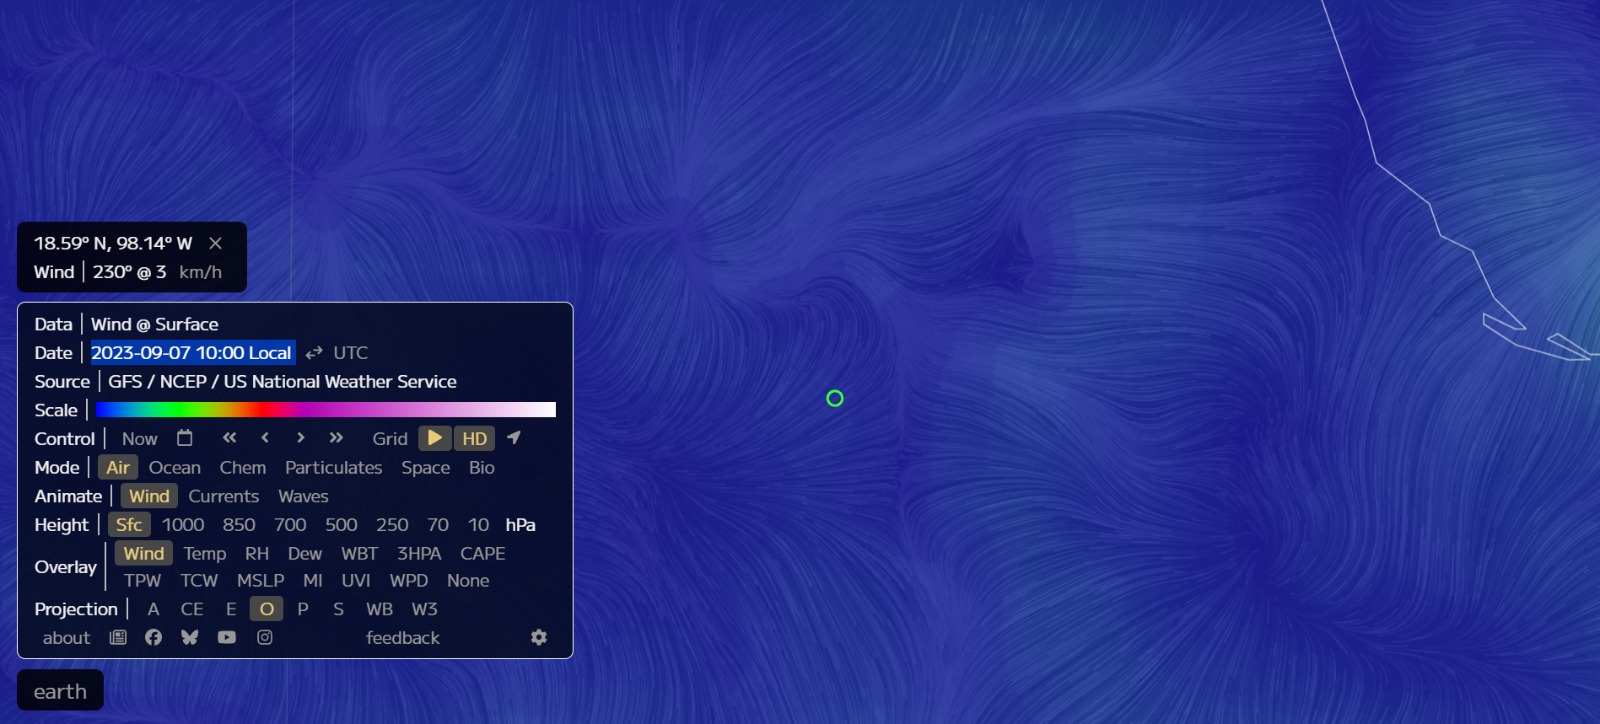 18.59° N, 98.14° W ×
Wind | 230° @ 3 km/h
Data | Wind @ Surface
Date | 2023-09-07 10:00 Local ⇄ UTC
Source | GFS / NCEP / US National Weather Service
Scale |
Control | Now « ‹ › » Grid HD
Mode | Air Ocean Chem Particulates Space Bio
Animate | Wind Currents Waves
Height | Sfc 1000 850 700 500 250 70 10 hPa
Overlay | Wind Temp RH Dew WBT 3HPA CAPE
TPW TCW MSLP MI UVI WPD None
Projection | A CE E O P S WB W3
about feedback
earth